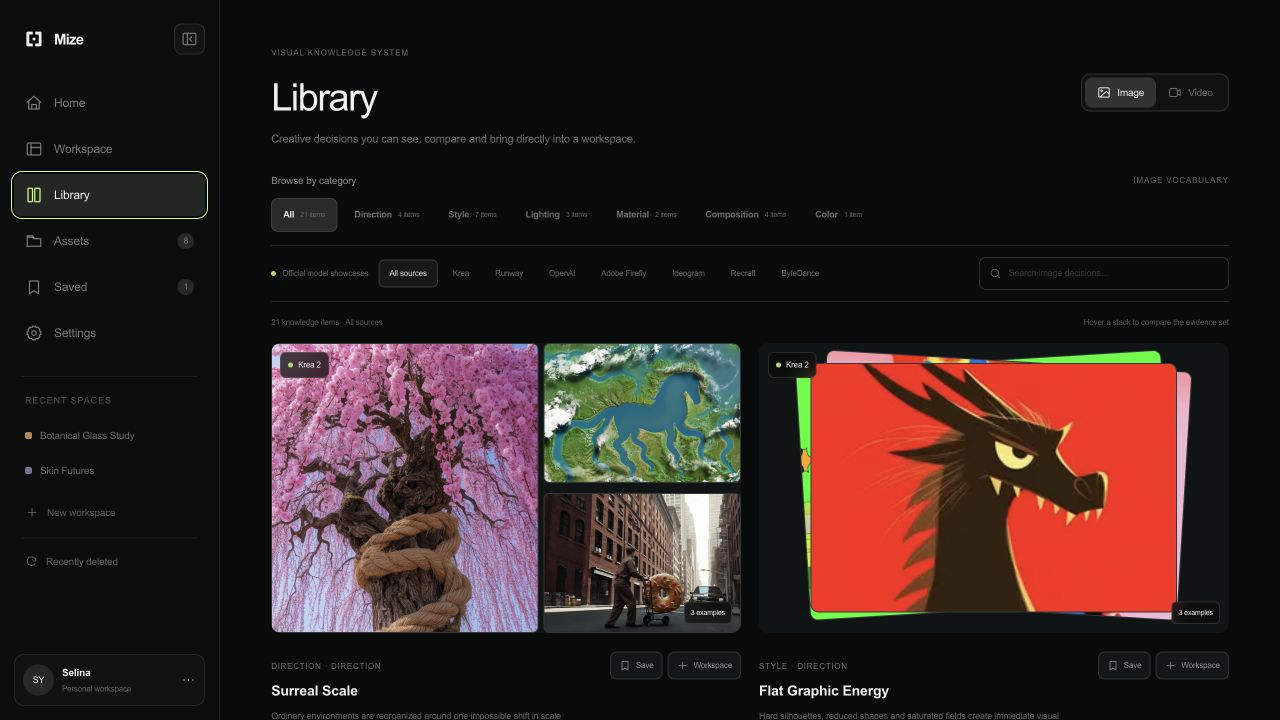 Mize
Home
Workspace
Library
Assets 8
Saved 1
Settings
RECENT SPACES
Botanical Glass Study
Skin Futures
New workspace
Recently deleted
SY
Selina
Personal workspace
VISUAL KNOWLEDGE SYSTEM
Library
Image Video
Creative decisions you can see, compare and bring directly into a workspace.
Browse by category IMAGE VOCABULARY
All 21 items Direction 4 items Style 7 items Lighting 3 items Material 2 items Composition 4 items Color 1 item
Official model showcases All sources Krea Runway OpenAI Adobe Firefly Ideogram Recraft ByteDance Search image decisions...
21 knowledge items · All sources Hover a stack to compare the evidence set
Krea 2
3 examples
Krea 2
3 examples
DIRECTION · DIRECTION Save Workspace
Surreal Scale
Ordinary environments are reorganized around one impossible shift in scale
STYLE · DIRECTION Save Workspace
Flat Graphic Energy
Hard silhouettes, reduced shapes and saturated fields create immediate visual